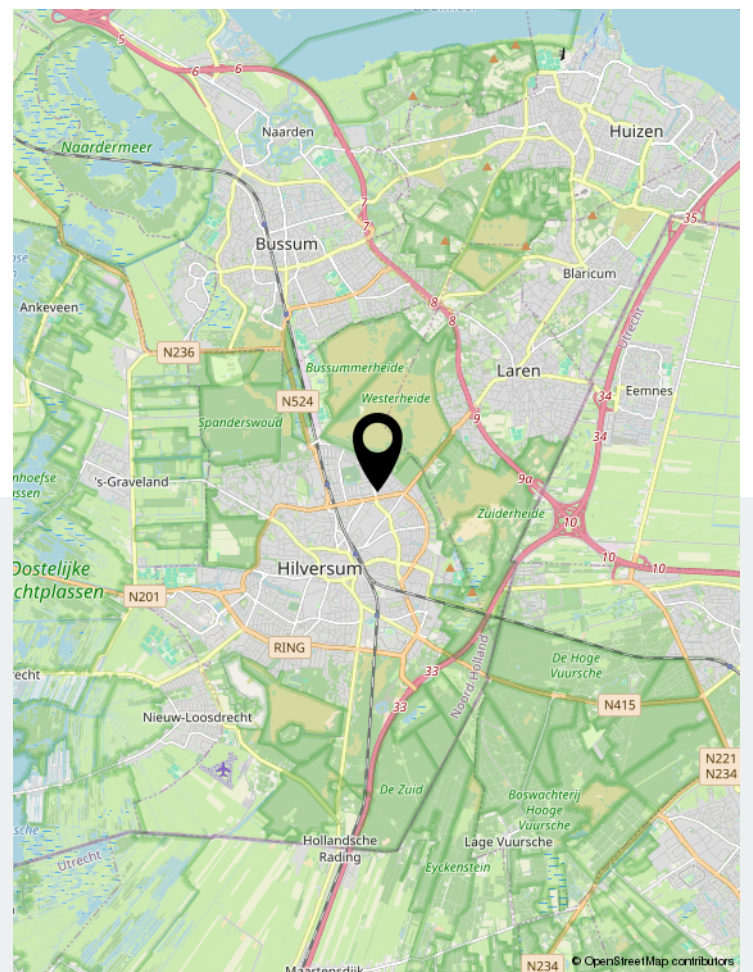 5
6
6
Naarden
Huizen
Naardermeer
7
7
35
Bussum
Blaricum
Ankeveen
8
8
Utrecht
N236
Bussummerheide
Laren
Eemnes
Westerheide
34
N524
Spanderswoud
9
34
's-Graveland
9a
Zuiderheide
10
Oostelijke
10
10
Hilversum
N201
RING
33
De Hoge
Vuursche
Noord-Holland
33
N415
Nieuw-Loosdrecht
N221
N234
De Zuid
Boswachterij
Hooge
Vuursche
Hollandsche
Rading
Lage Vuursche
Utrecht
Eyckenstein
Maartensdijk
N234
© OpenStreetMap contributors